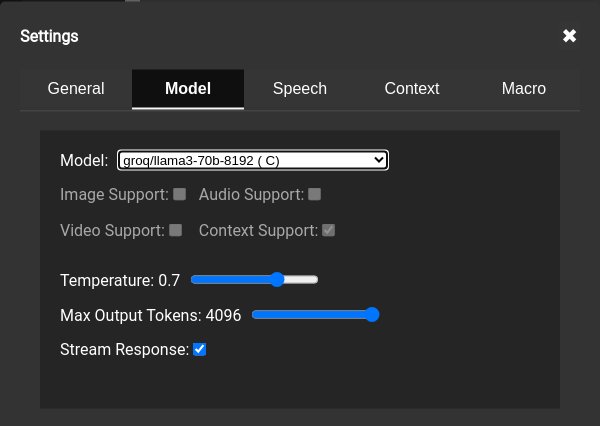 Settings ✖
General Model Speech Context Macro
Model: groq/llama3-70b-8192 ( C)
Image Support: Audio Support:
Video Support: Context Support:
Temperature: 0.7
Max Output Tokens: 4096
Stream Response: